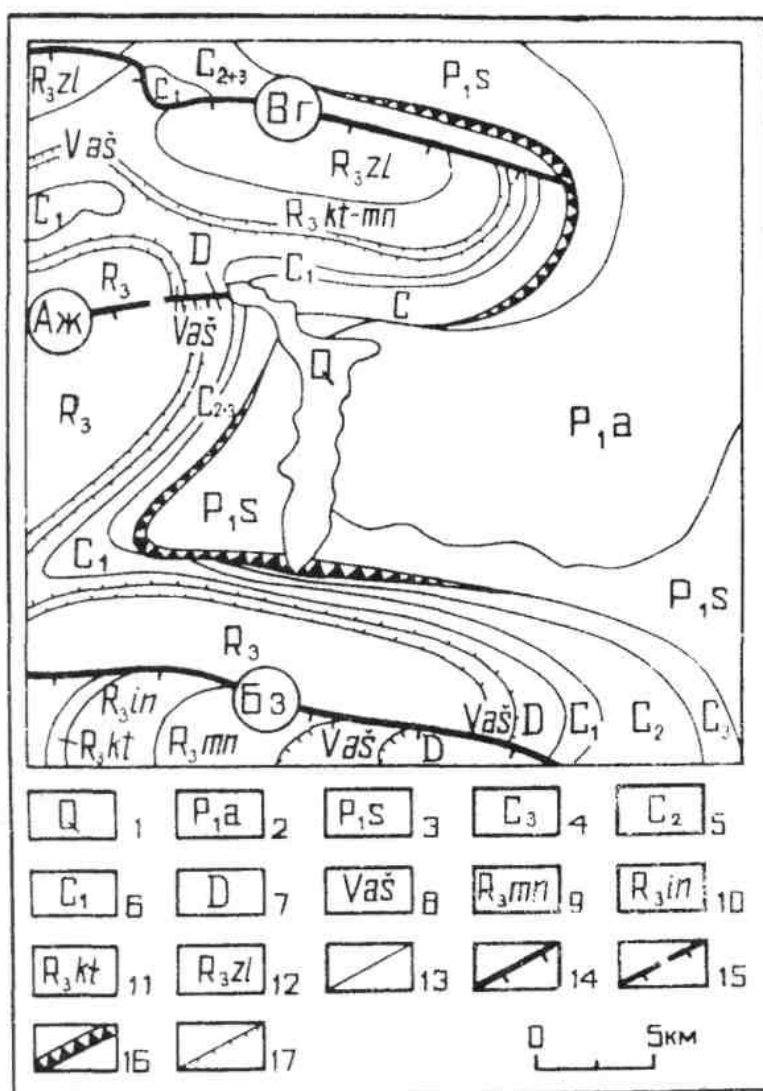 R₃zl
C₁
C₂₊₃
P₁s
Вг
Vaš
R₃zl
C₁
R₃kt-mn
R₃
D
C₁
C
Аж
Vaš
Q
R₃
C₂₋₃
P₁a
P₁s
C₁
P₁s
R₃
R₃in
Бз
R₃kt
R₃mn
Vaš
D
Vaš
D
C₁
C₂
C₃
Q 1 P₁a 2 P₁s 3 C₃ 4 C₂ 5
C₁ 6 D 7 Vaš 8 R₃mn 9 R₃in 10
R₃kt 11 R₃zl 12 13 14 15
16 17 0 5км